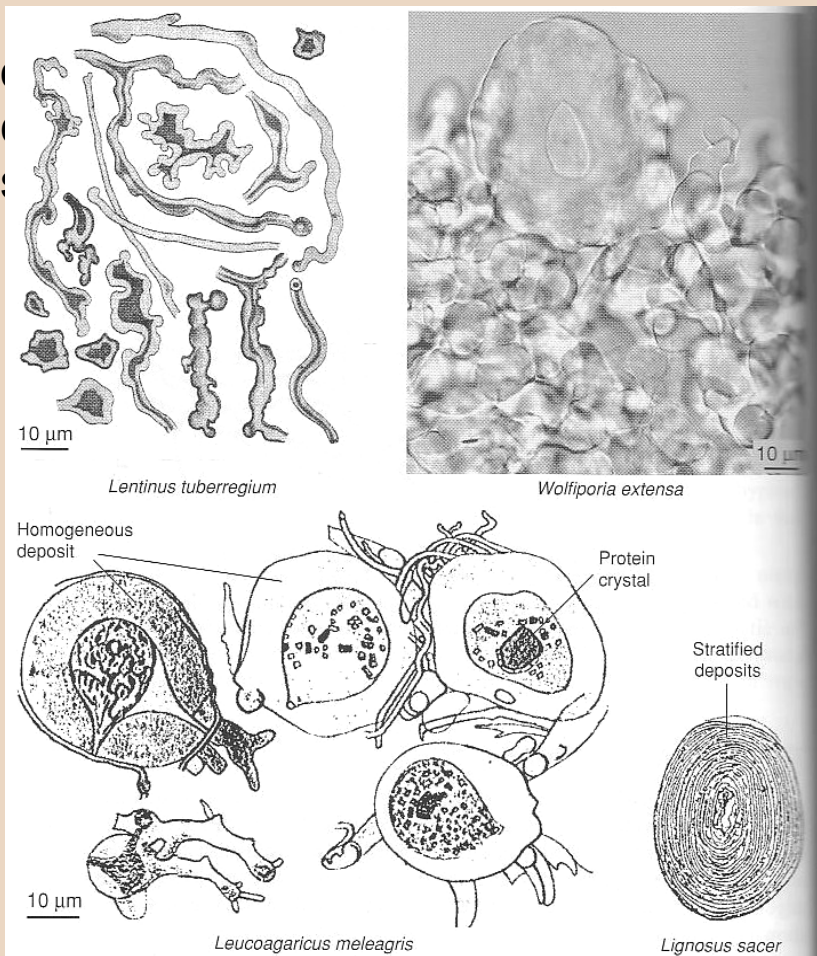 10 µm
Lentinus tuberregium
10 µm
Wolfiporia extensa
Homogeneous
deposit
Protein
crystal
Stratified
deposits
10 µm
Leucoagaricus meleagris
Lignosus sacer